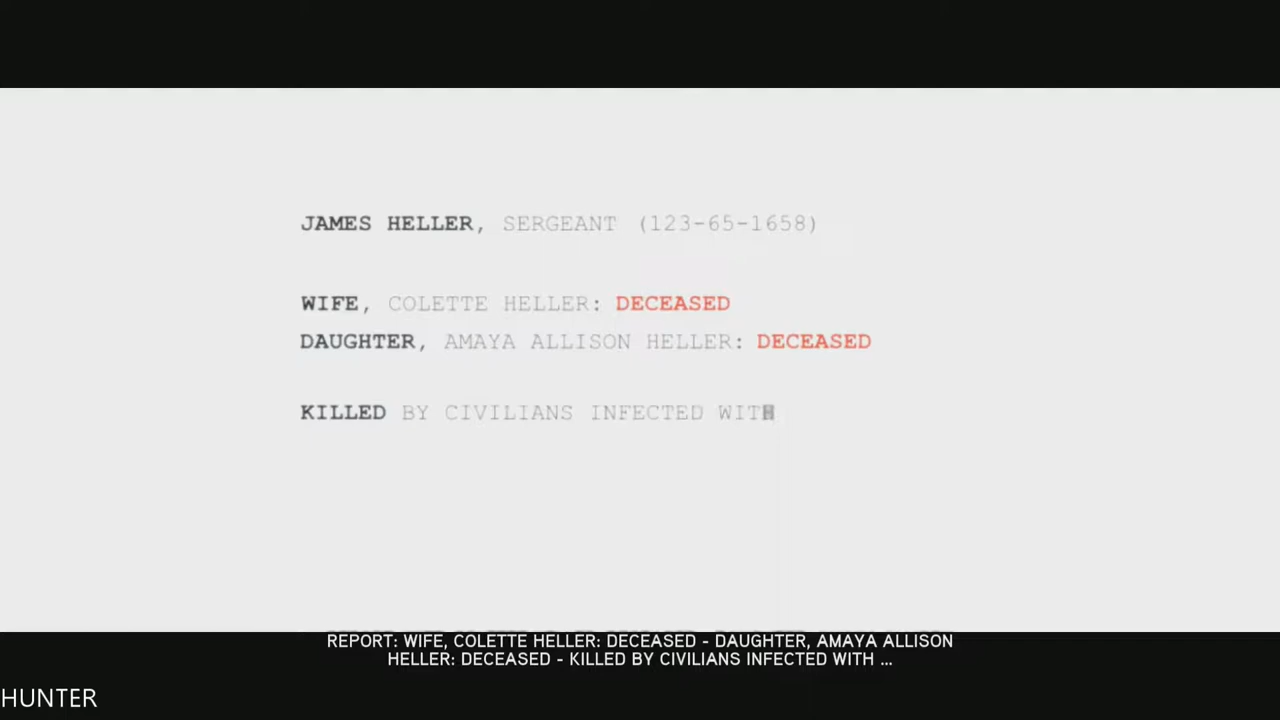 JAMES HELLER, SERGEANT (123-65-1658)
WIFE, COLETTE HELLER: DECEASED
DAUGHTER, AMAYA ALLISON HELLER: DECEASED
KILLED BY CIVILIANS INFECTED WITH
REPORT: WIFE, COLETTE HELLER: DECEASED - DAUGHTER, AMAYA ALLISON
HELLER: DECEASED - KILLED BY CIVILIANS INFECTED WITH ...
HUNTER